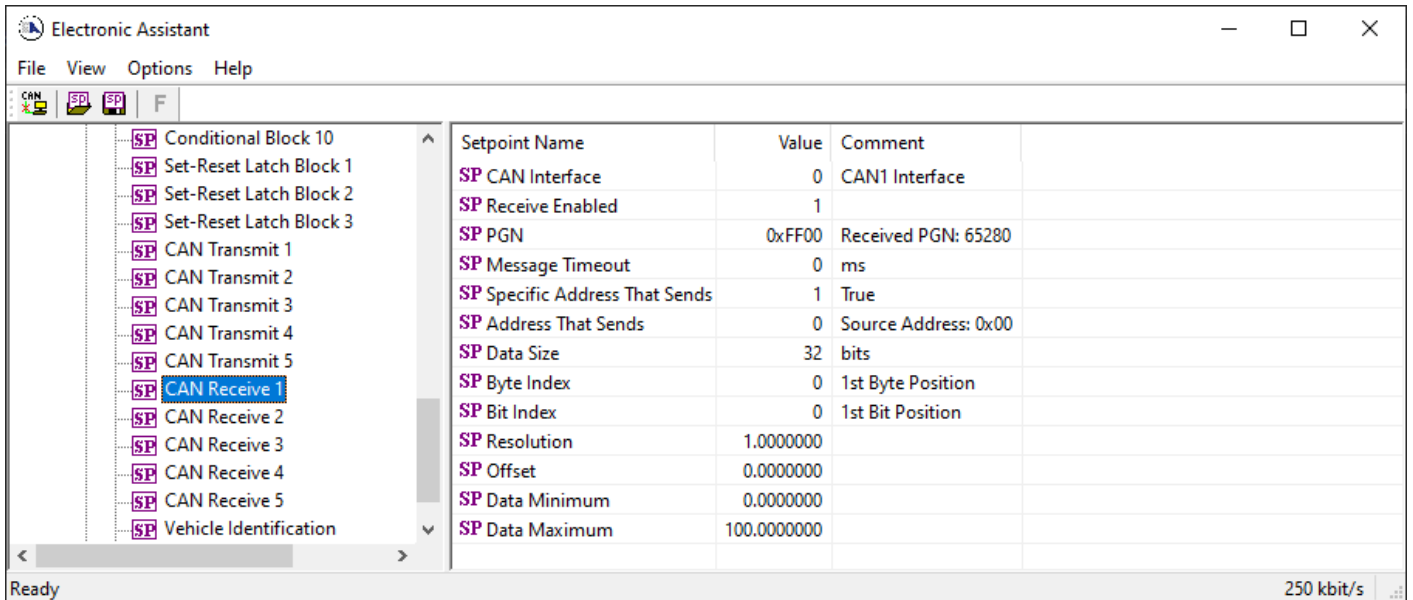 Electronic Assistant
File View Options Help
CAN SP SP F
SP Conditional Block 10
SP Set-Reset Latch Block 1
SP Set-Reset Latch Block 2
SP Set-Reset Latch Block 3
SP CAN Transmit 1
SP CAN Transmit 2
SP CAN Transmit 3
SP CAN Transmit 4
SP CAN Transmit 5
SP CAN Receive 1
SP CAN Receive 2
SP CAN Receive 3
SP CAN Receive 4
SP CAN Receive 5
SP Vehicle Identification
Setpoint Name Value Comment
SP CAN Interface 0 CAN1 Interface
SP Receive Enabled 1
SP PGN 0xFF00 Received PGN: 65280
SP Message Timeout 0 ms
SP Specific Address That Sends 1 True
SP Address That Sends 0 Source Address: 0x00
SP Data Size 32 bits
SP Byte Index 0 1st Byte Position
SP Bit Index 0 1st Bit Position
SP Resolution 1.0000000
SP Offset 0.0000000
SP Data Minimum 0.0000000
SP Data Maximum 100.0000000
Ready 250 kbit/s